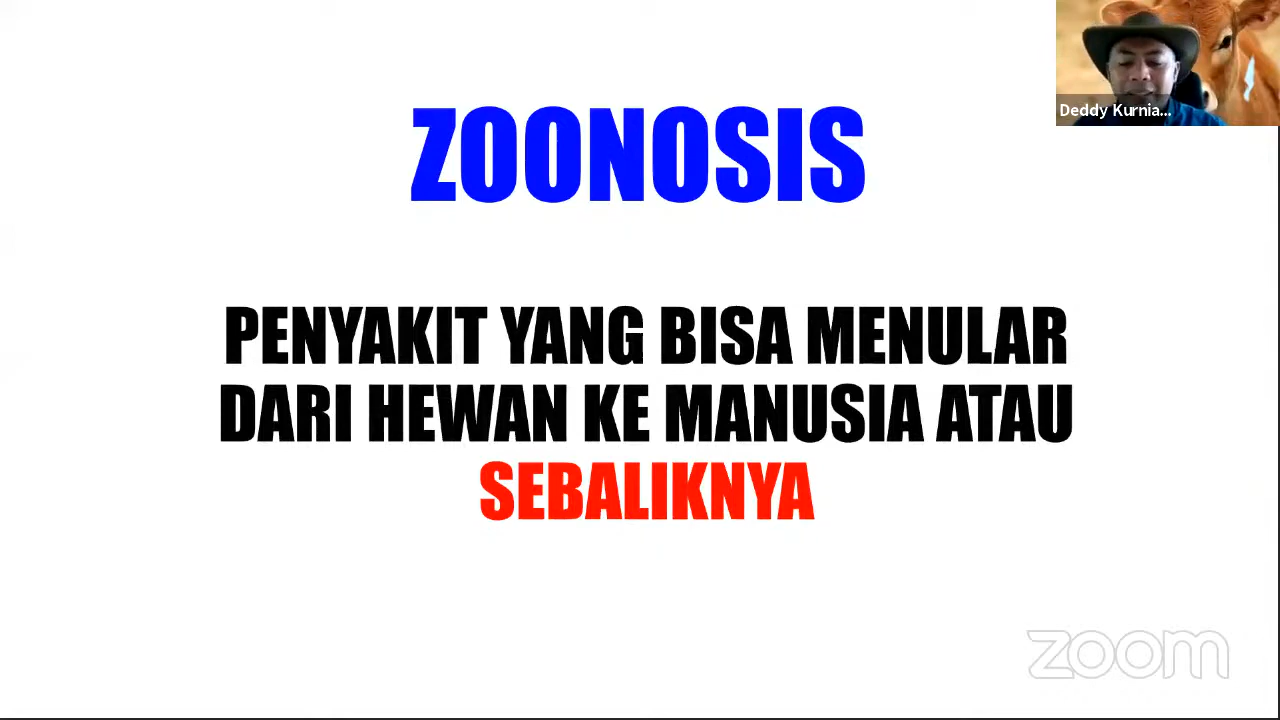 Deddy Kurnia...
ZOONOSIS
PENYAKIT YANG BISA MENULAR
DARI HEWAN KE MANUSIA ATAU
SEBALIKNYA
zoom